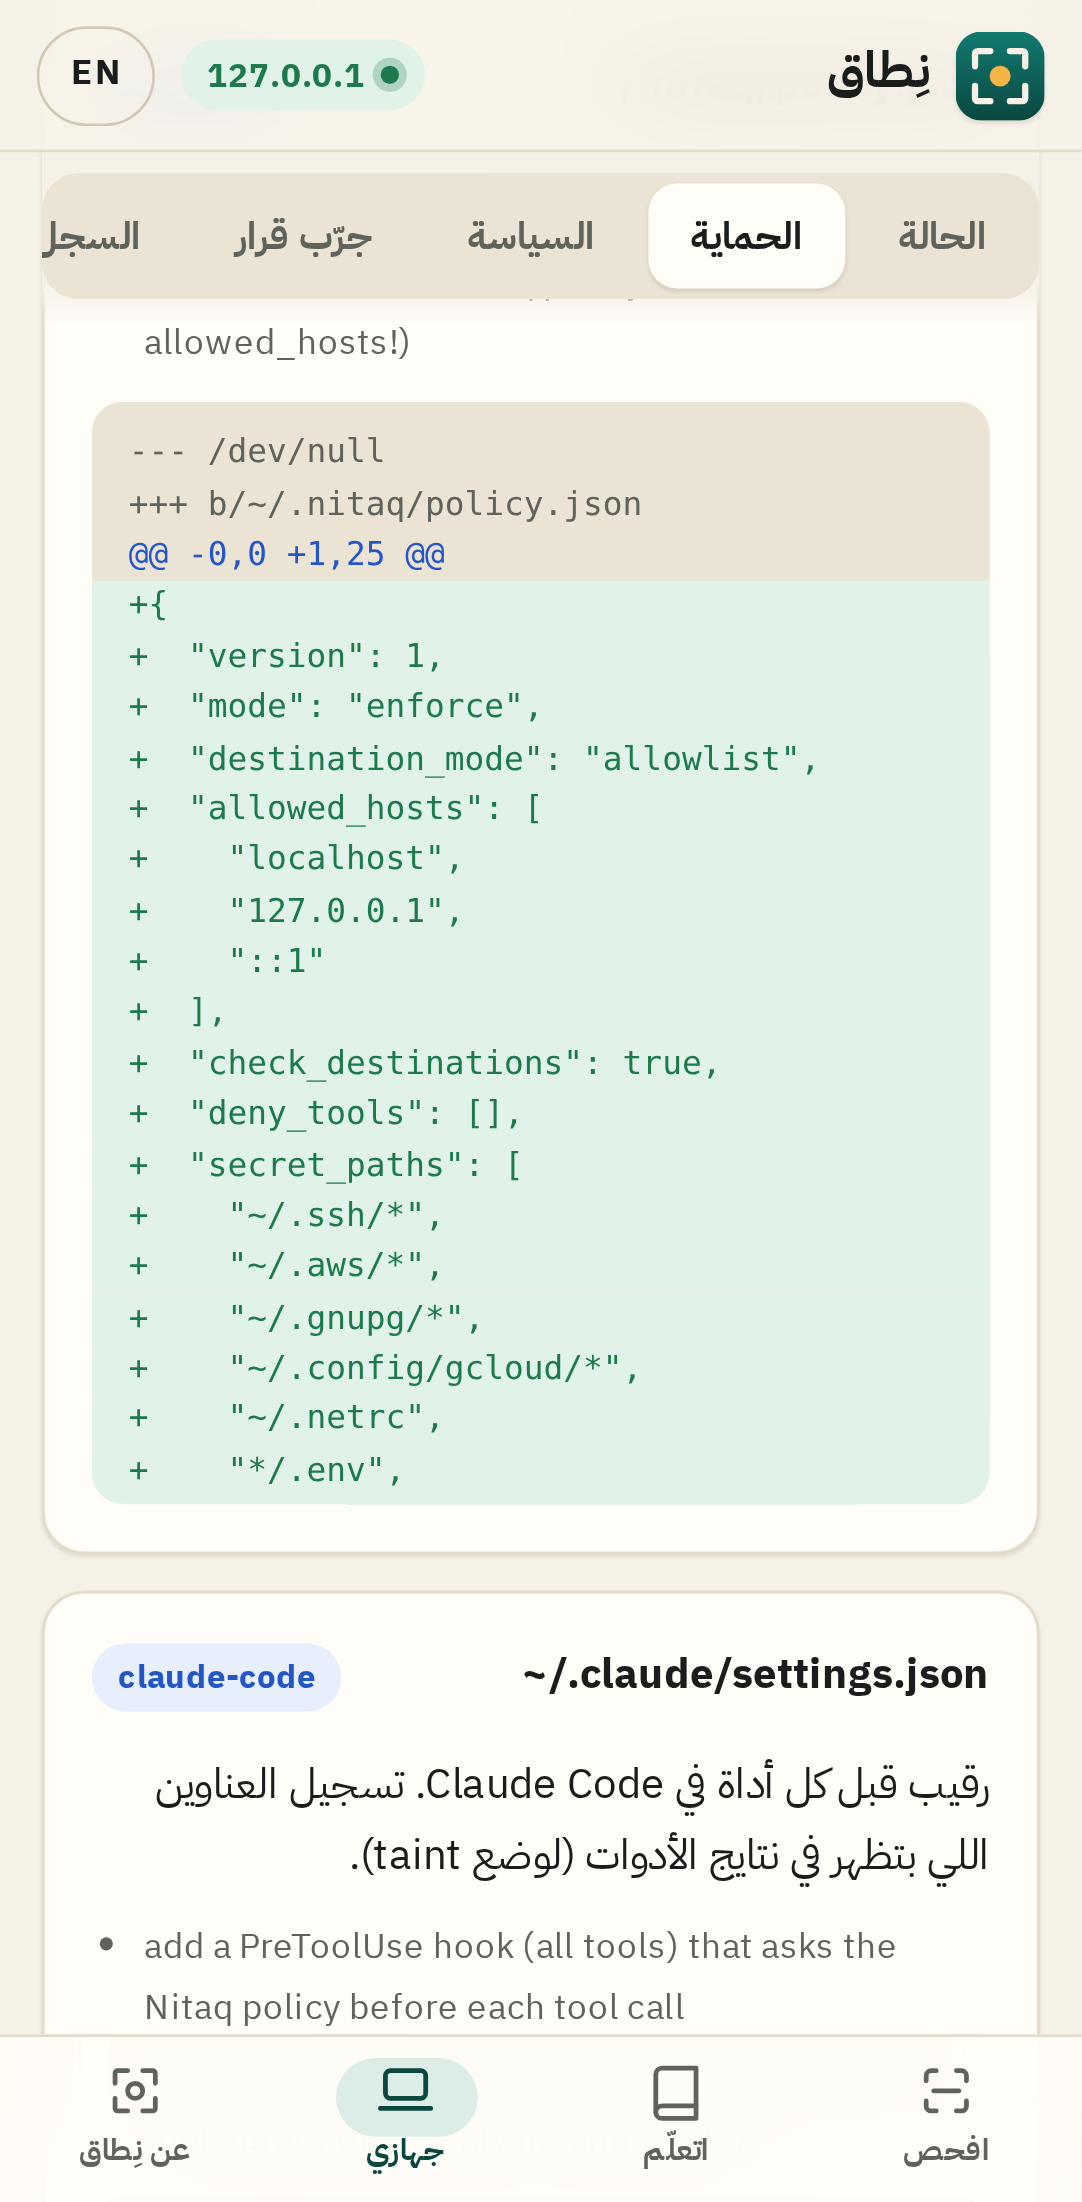 نِطاق
127.0.0.1
EN
الحالة
الحماية
السياسة
جرّب قرار
السجل
allowed_hosts!)
--- /dev/null
+++ b/~/.nitaq/policy.json
@@ -0,0 +1,25 @@
+{
+  "version": 1,
+  "mode": "enforce",
+  "destination_mode": "allowlist",
+  "allowed_hosts": [
+    "localhost",
+    "127.0.0.1",
+    "::1"
+  ],
+  "check_destinations": true,
+  "deny_tools": [],
+  "secret_paths": [
+    "~/.ssh/*",
+    "~/.aws/*",
+    "~/.gnupg/*",
+    "~/.config/gcloud/*",
+    "~/.netrc",
+    "*/.env",
~/.claude/settings.json
claude-code
رقيب قبل كل أداة في Claude Code. تسجيل العناوين
اللي بتظهر في نتايج الأدوات (لوضع taint).
• add a PreToolUse hook (all tools) that asks the
Nitaq policy before each tool call
افحص
اتعلّم
جهازي
عن نِطاق